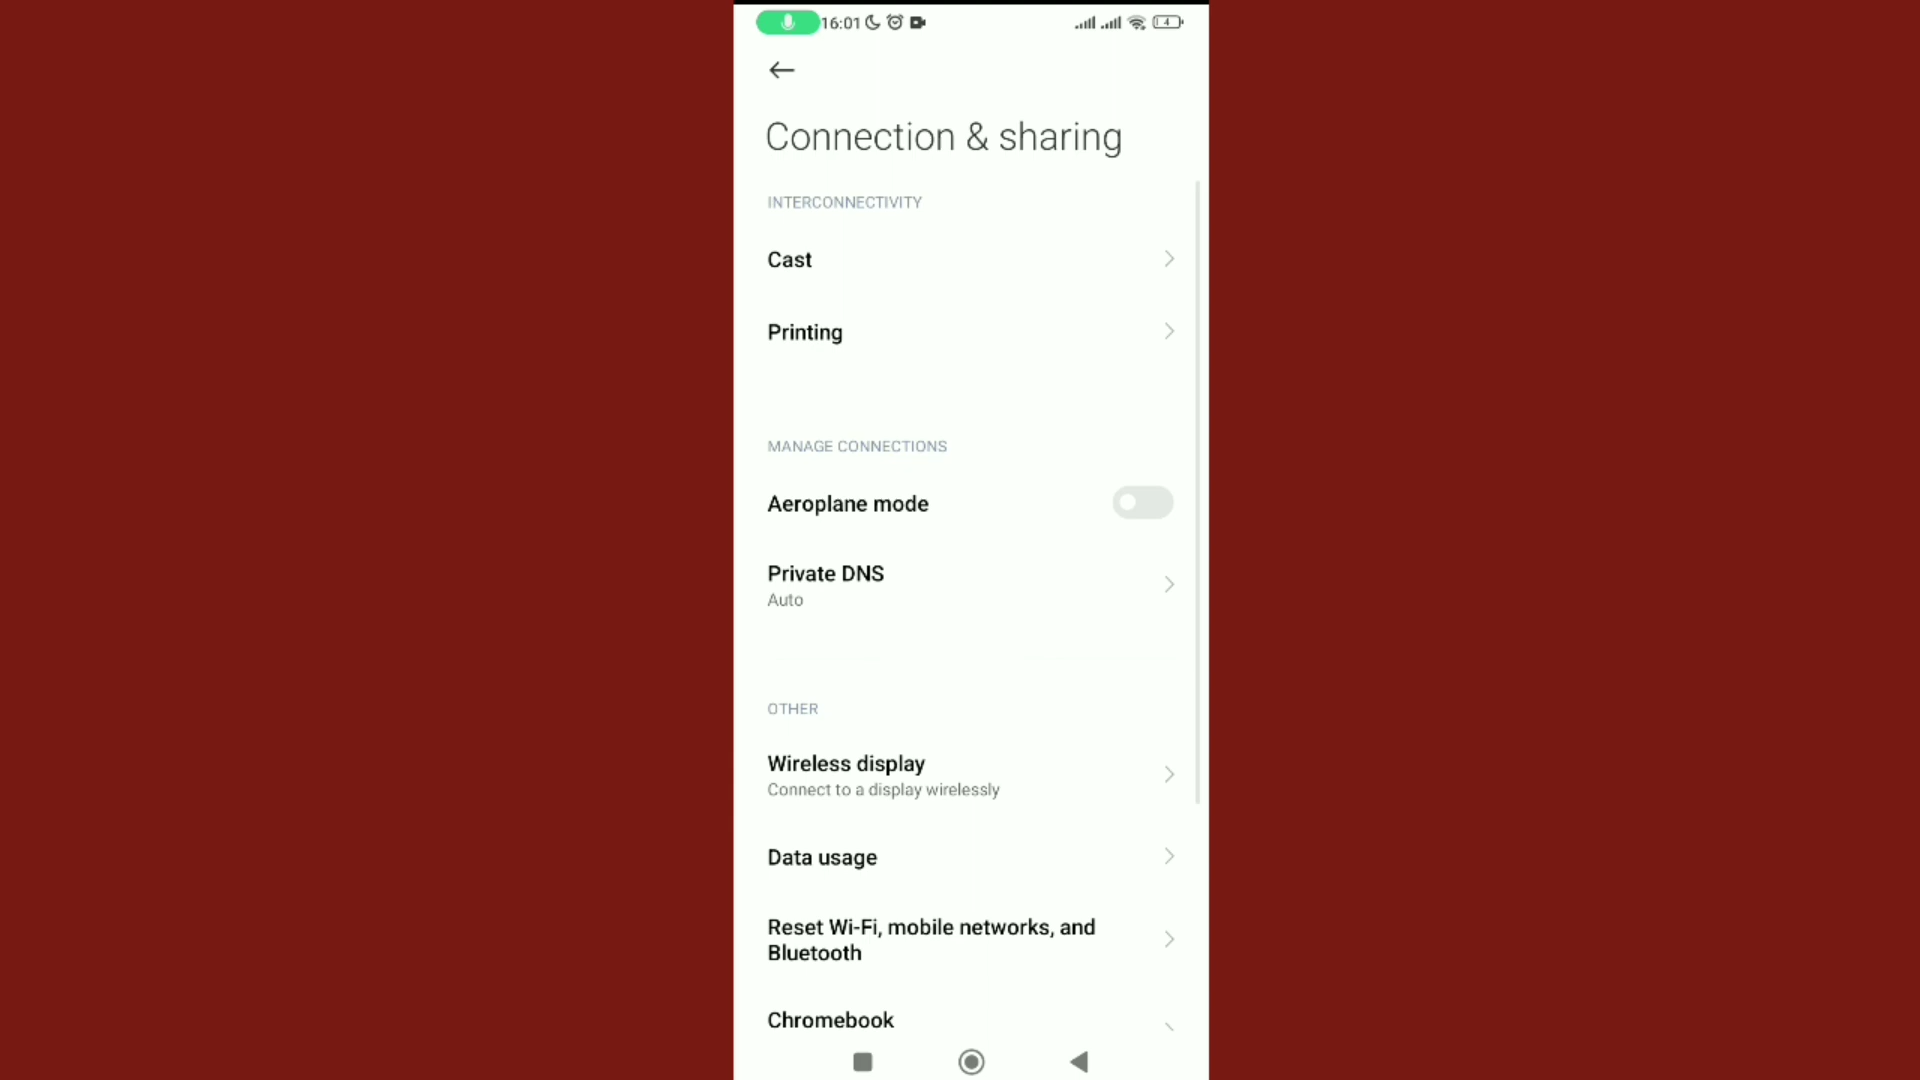 16:01
4
Connection & sharing
INTERCONNECTIVITY
Cast
Printing
MANAGE CONNECTIONS
Aeroplane mode
Private DNS
Auto
OTHER
Wireless display
Connect to a display wirelessly
Data usage
Reset Wi-Fi, mobile networks, and
Bluetooth
Chromebook